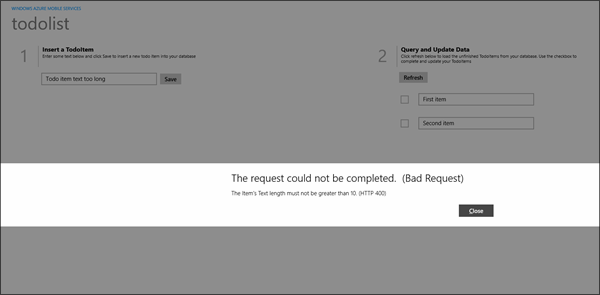 WINDOWS AZURE MOBILE SERVICES
todolist
1
Insert a TodoItem
Enter some text below and click Save to insert a new todo item into your database
Todo item text too long
Save
2
Query and Update Data
Click refresh below to load the unfinished TodoItems from your database. Use the checkbox to
complete and update your TodoItems
Refresh
First item
Second item
The request could not be completed. (Bad Request)
The Item's Text length must not be greater than 10. (HTTP 400)
Close